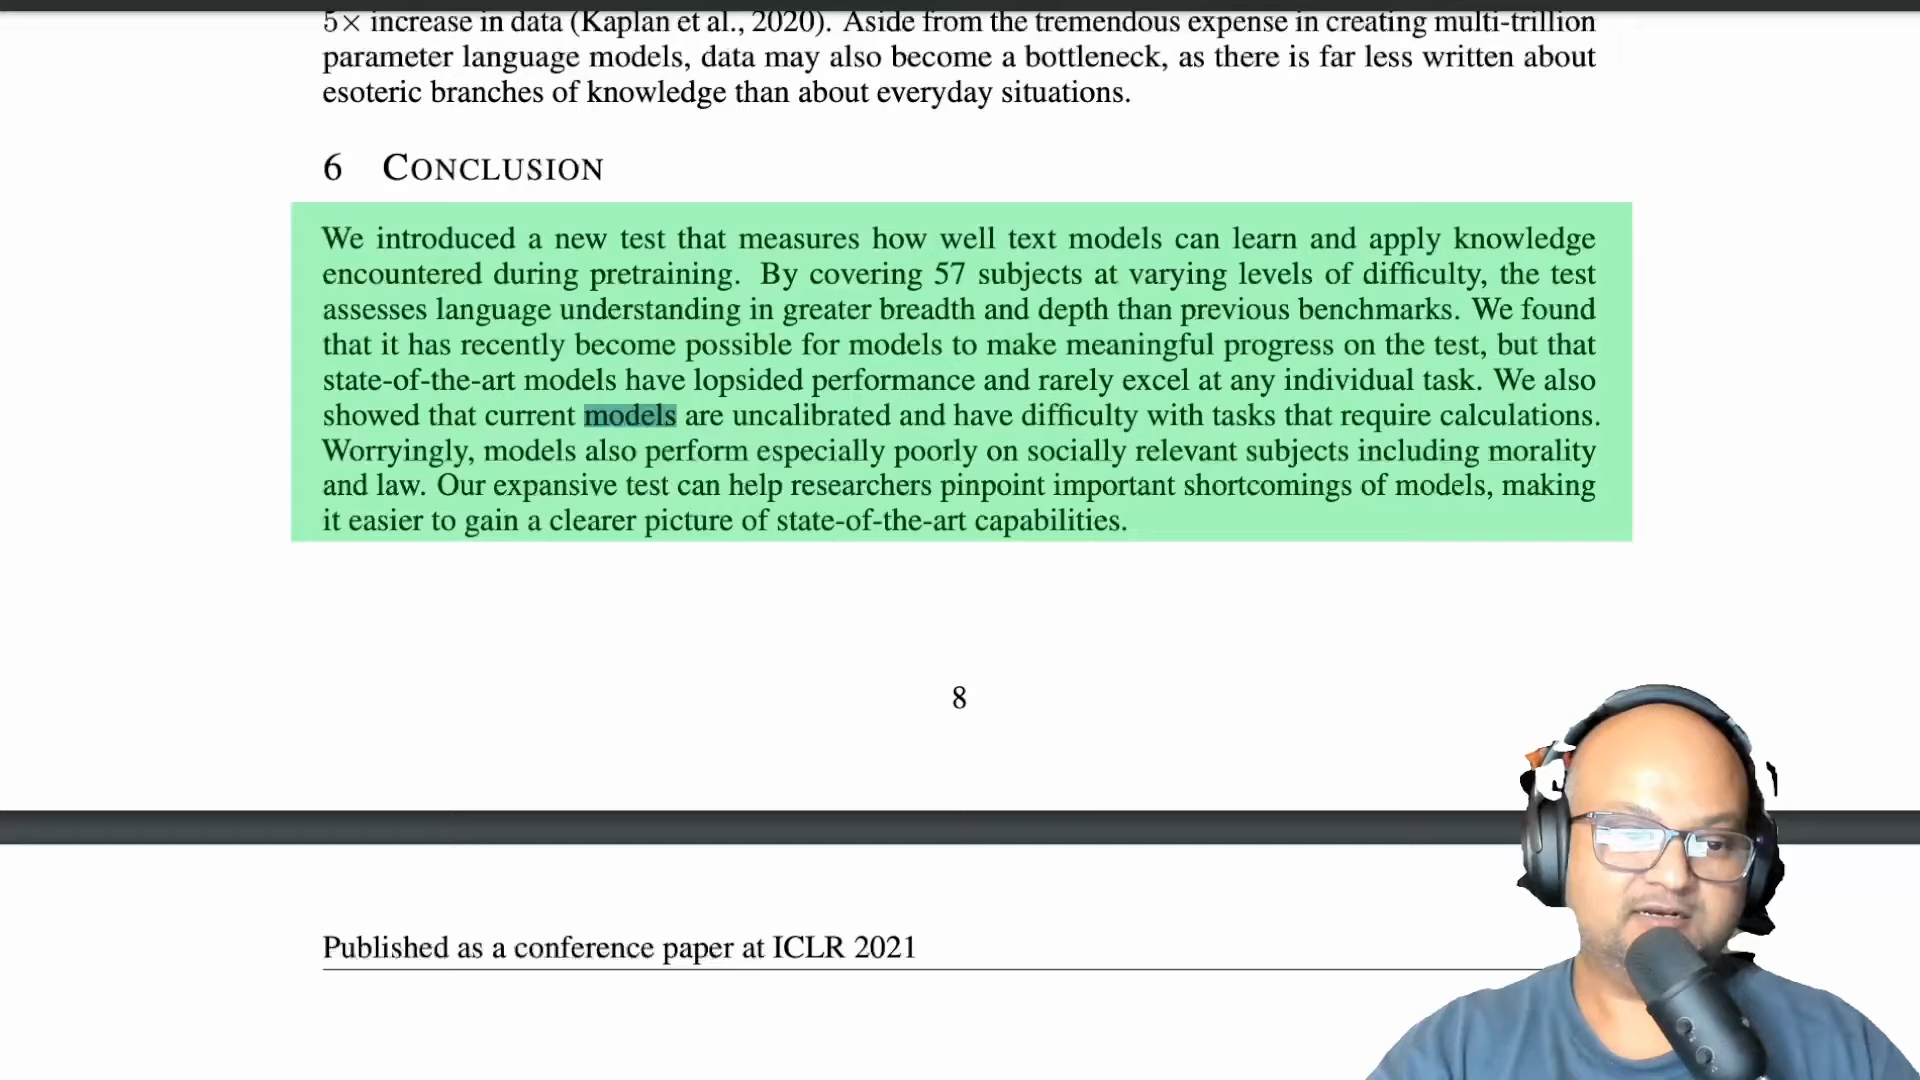 5× increase in data (Kaplan et al., 2020). Aside from the tremendous expense in creating multi-trillion
parameter language models, data may also become a bottleneck, as there is far less written about
esoteric branches of knowledge than about everyday situations.
6 CONCLUSION
We introduced a new test that measures how well text models can learn and apply knowledge
encountered during pretraining. By covering 57 subjects at varying levels of difficulty, the test
assesses language understanding in greater breadth and depth than previous benchmarks. We found
that it has recently become possible for models to make meaningful progress on the test, but that
state-of-the-art models have lopsided performance and rarely excel at any individual task. We also
showed that current models are uncalibrated and have difficulty with tasks that require calculations.
Worryingly, models also perform especially poorly on socially relevant subjects including morality
and law. Our expansive test can help researchers pinpoint important shortcomings of models, making
it easier to gain a clearer picture of state-of-the-art capabilities.
8
Published as a conference paper at ICLR 2021